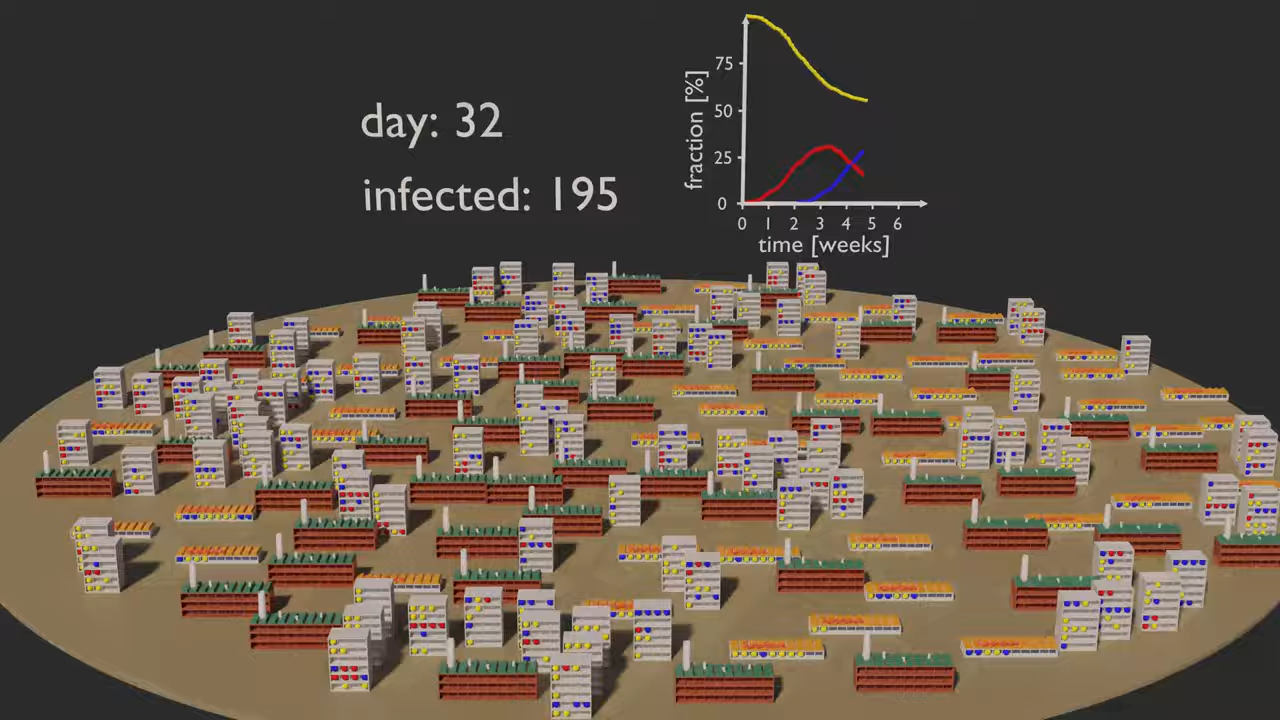 day: 32
infected: 195
fraction [%]
75
50
25
0
0 1 2 3 4 5 6
time [weeks]